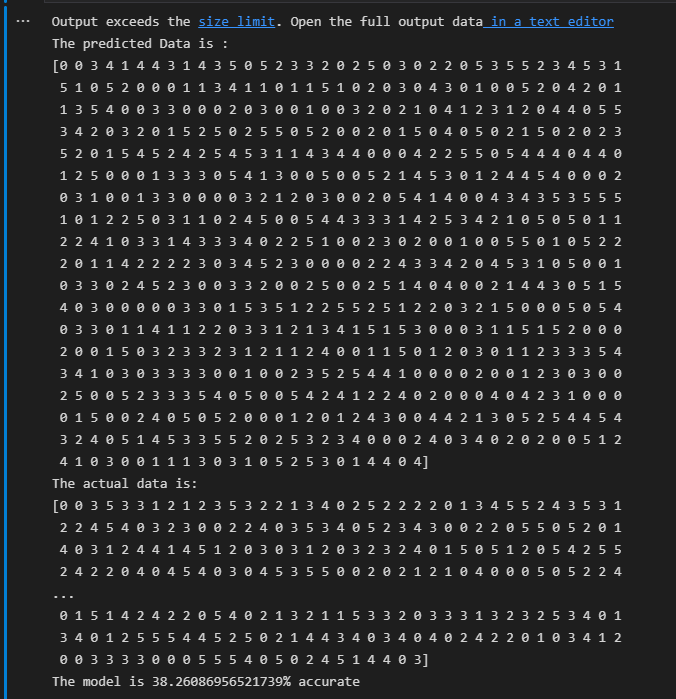 ... Output exceeds the size limit. Open the full output data in a text editor
The predicted Data is :
[0 0 3 4 1 4 4 3 1 4 3 5 0 5 2 3 3 2 0 2 5 0 3 0 2 2 0 5 3 5 5 2 3 4 5 3 1
5 1 0 5 2 0 0 0 1 1 3 4 1 1 0 1 1 5 1 0 2 0 3 0 4 3 0 1 0 0 5 2 0 4 2 0 1
1 3 5 4 0 0 3 3 0 0 0 2 0 3 0 0 1 0 0 3 2 0 2 1 0 4 1 2 3 1 2 0 4 4 0 5 5
3 4 2 0 3 2 0 1 5 2 5 0 2 5 5 0 5 2 0 0 2 0 1 5 0 4 0 5 0 2 1 5 0 2 0 2 3
5 2 0 1 5 4 5 2 4 2 5 4 5 3 1 1 4 3 4 4 0 0 0 4 2 2 5 5 0 5 4 4 4 0 4 4 0
1 2 5 0 0 0 1 3 3 3 0 5 4 1 3 0 0 5 0 0 5 2 1 4 5 3 0 1 2 4 4 5 4 0 0 0 2
0 3 1 0 0 1 3 3 0 0 0 0 3 2 1 2 0 3 0 0 2 0 5 4 1 4 0 0 4 3 4 3 5 3 5 5 5
1 0 1 2 2 5 0 3 1 1 0 2 4 5 0 0 5 4 4 3 3 3 1 4 2 5 3 4 2 1 0 5 0 5 0 1 1
2 2 4 1 0 3 3 1 4 3 3 3 4 0 2 2 5 1 0 0 2 3 0 2 0 0 1 0 0 5 5 0 1 0 5 2 2
2 0 1 1 4 2 2 2 2 3 0 3 4 5 2 3 0 0 0 0 2 2 4 3 3 4 2 0 4 5 3 1 0 5 0 0 1
0 3 3 0 2 4 5 2 3 0 0 3 3 2 0 0 2 5 0 0 2 5 1 4 0 4 0 0 2 1 4 4 3 0 5 1 5
4 0 3 0 0 0 0 0 3 3 0 1 5 3 5 1 2 2 5 5 2 5 1 2 2 0 3 2 1 5 0 0 0 5 0 5 4
0 3 3 0 1 1 4 1 1 2 2 0 3 3 1 2 1 3 4 1 5 1 5 3 0 0 0 3 1 1 5 1 5 2 0 0 0
2 0 0 1 5 0 3 2 3 3 2 3 1 2 1 1 2 4 0 0 1 1 5 0 1 2 0 3 0 1 1 2 3 3 3 5 4
3 4 1 0 3 0 3 3 3 3 0 0 1 0 0 2 3 5 2 5 4 4 1 0 0 0 0 2 0 0 1 2 3 0 3 0 0
2 5 0 0 5 2 3 3 3 5 4 0 5 0 0 5 4 2 4 1 2 2 4 0 2 0 0 0 4 0 4 2 3 1 0 0 0
0 1 5 0 0 2 4 0 5 0 5 2 0 0 0 1 2 0 1 2 4 3 0 0 4 4 2 1 3 0 5 2 5 4 4 5 4
3 2 4 0 5 1 4 5 3 3 5 5 2 0 2 5 3 2 3 4 0 0 0 2 4 0 3 4 0 2 0 2 0 0 5 1 2
4 1 0 3 0 0 1 1 1 3 0 3 1 0 5 2 5 3 0 1 4 4 0 4]
The actual data is:
[0 0 3 5 3 3 1 2 1 2 3 5 3 2 2 1 3 4 0 2 5 2 2 2 2 0 1 3 4 5 5 2 4 3 5 3 1
2 2 4 5 4 0 3 2 3 0 0 2 2 4 0 3 5 3 4 0 5 2 3 4 3 0 0 2 2 0 5 5 0 5 2 0 1
4 0 3 1 2 4 4 1 4 5 1 2 0 3 0 3 1 2 0 3 2 3 2 4 0 1 5 0 5 1 2 0 5 4 2 5 5
2 4 2 2 0 4 0 4 5 4 0 3 0 4 5 3 5 5 0 0 2 0 2 1 2 1 0 4 0 0 0 5 0 5 2 2 4
...
0 1 5 1 4 2 4 2 2 0 5 4 0 2 1 3 2 1 1 5 3 3 2 0 3 3 3 1 3 2 3 2 5 3 4 0 1
3 4 0 1 2 5 5 5 4 4 5 2 5 0 2 1 4 4 3 4 0 3 4 0 4 0 2 4 2 2 0 1 0 3 4 1 2
0 0 3 3 3 3 0 0 0 5 5 5 4 0 5 0 2 4 5 1 4 4 0 3]
The model is 38.26086956521739% accurate